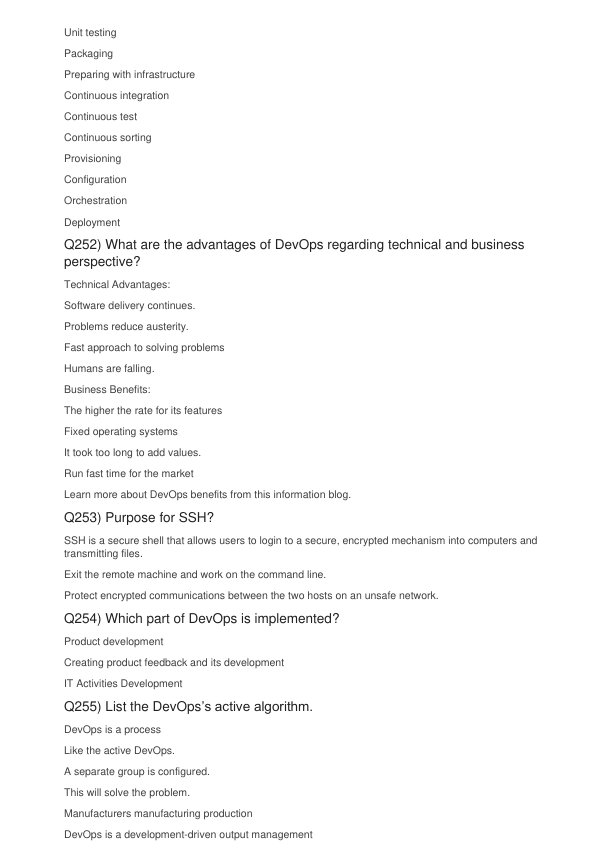 Unit testing
Packaging
Preparing with infrastructure
Continuous integration
Continuous test
Continuous sorting
Provisioning
Configuration
Orchestration
Deployment
Q252) What are the advantages of DevOps regarding technical and business
perspective?
Technical Advantages:
Software delivery continues.
Problems reduce austerity.
Fast approach to solving problems
Humans are falling.
Business Benefits:
The higher the rate for its features
Fixed operating systems
It took too long to add values.
Run fast time for the market
Learn more about DevOps benefits from this information blog.
Q253) Purpose for SSH?
SSH is a secure shell that allows users to login to a secure, encrypted mechanism into computers and
transmitting files.
Exit the remote machine and work on the command line.
Protect encrypted communications between the two hosts on an unsafe network.
Q254) Which part of DevOps is implemented?
Product development
Creating product feedback and its development
IT Activities Development
Q255) List the DevOps’s active algorithm.
DevOps is a process
Like the active DevOps.
A separate group is configured.
This will solve the problem.
Manufacturers manufacturing production
DevOps is a development-driven output management